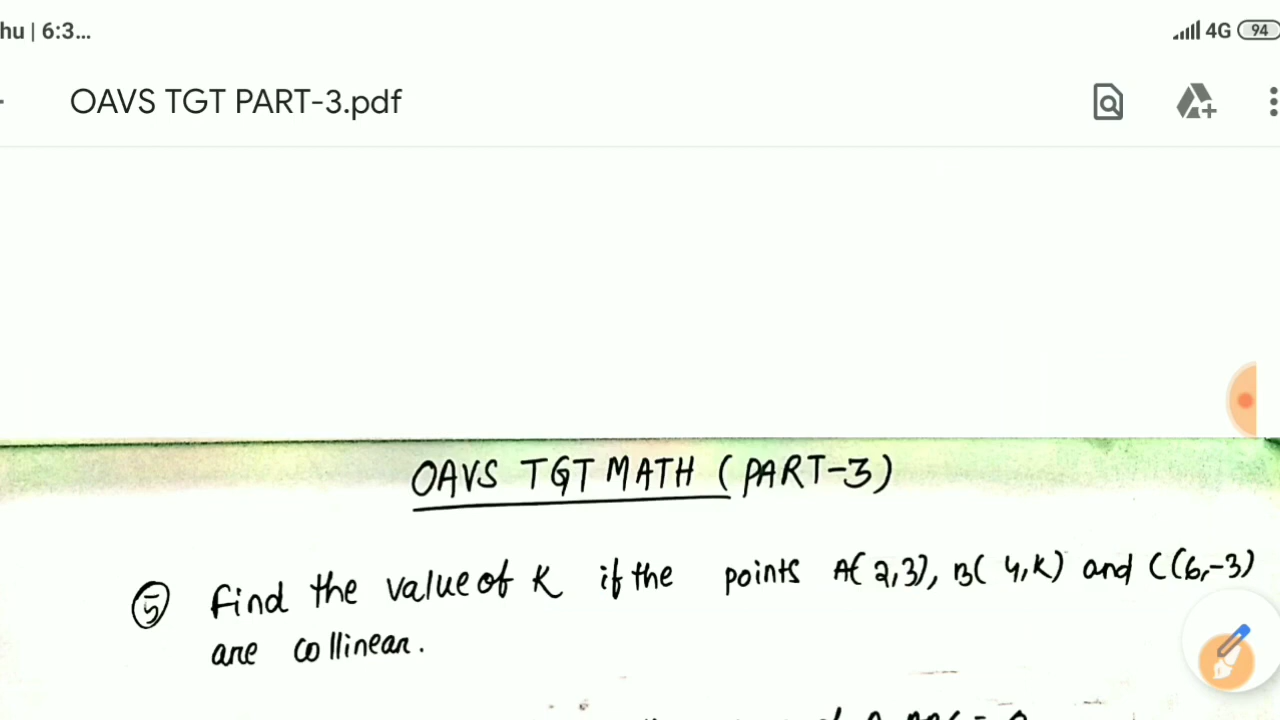 hu | 6:3...
4G 94
OAVS TGT PART-3.pdf
OAVS TGT MATH (PART-3)
5 Find the value of K if the points A(2,3), B(4,K) and C(6,-3)
are collinear.